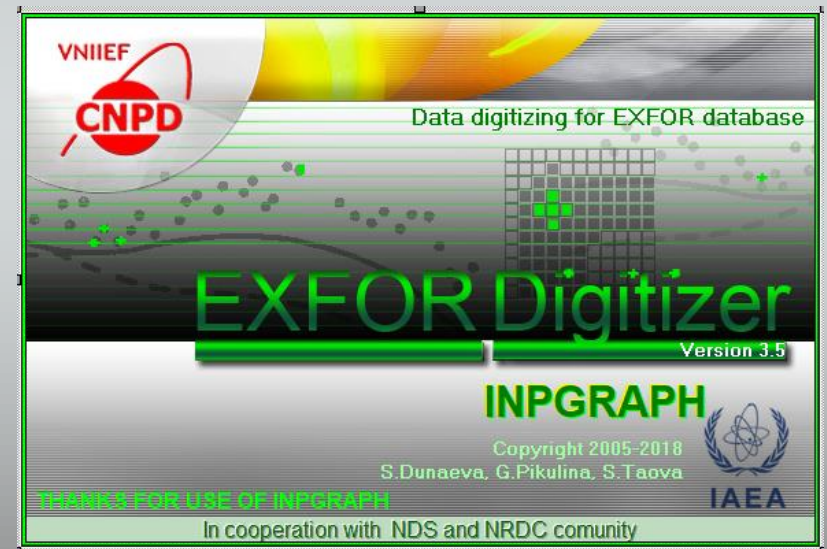 VNIIEF
CNPD
Data digitizing for EXFOR database
EXFOR Digitizer
Version 3.5
INPGRAPH
Copyright 2005-2018
S.Dunaeva, G.Pikulina, S.Taova
IAEA
THANKS FOR USE OF INPGRAPH
In cooperation with NDS and NRDC comunity